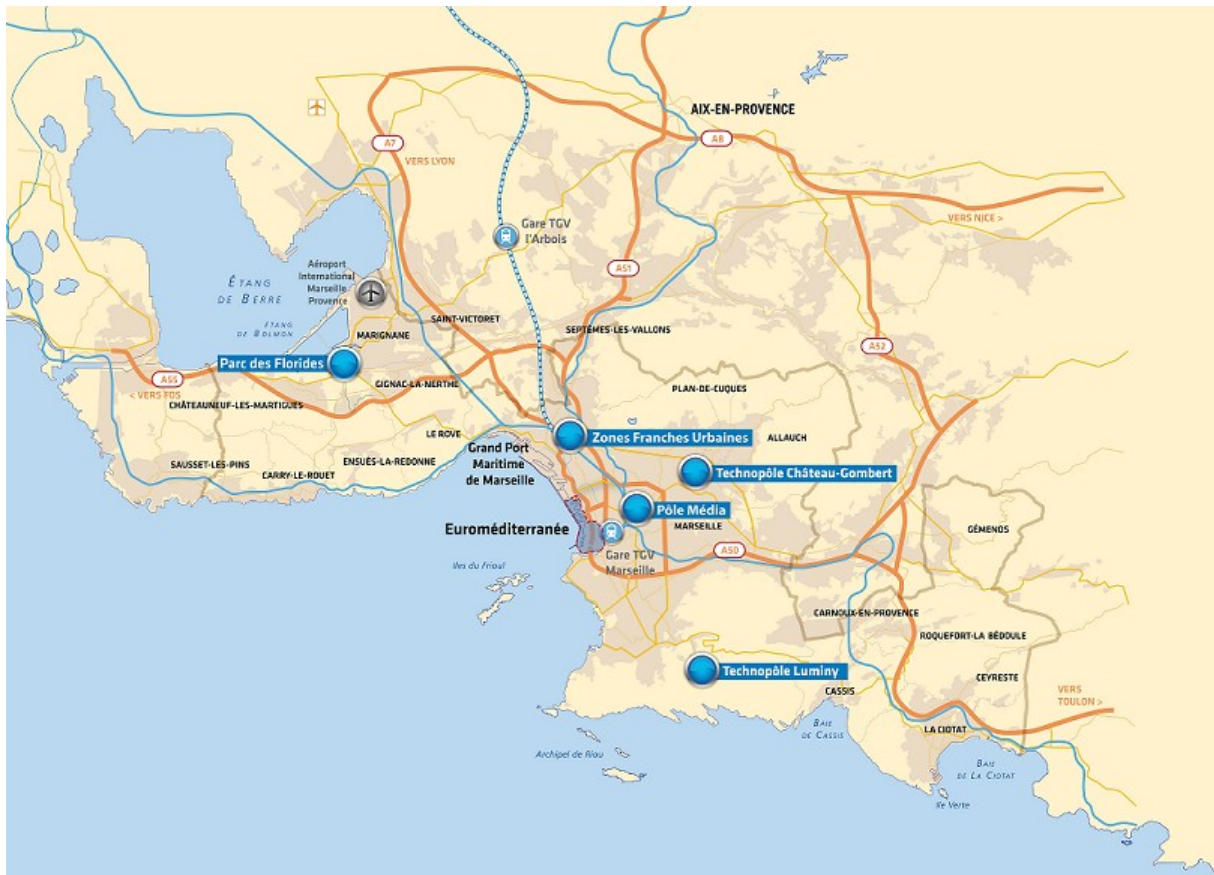 AIX-EN-PROVENCE
A8
A7
VERS LYON
VERS NICE >
Gare TGV
l'Arbois
Aéroport
International
Marseille
Provence
ÉTANG
DE BERRE
A51
ÉTANG
DE BOLMON
SAINT-VICTORET
SEPTÈMES-LES-VALLONS
MARIGNANE
A52
Parc des Florides
A55
GIGNAC-LA-NERTHE
PLAN-DE-CUQUES
< VERS FOS
CHÂTEAUNEUF-LES-MARTIGUES
LE ROVE
Zones Franches Urbaines
ALLAUCH
Grand Port
Maritime
de Marseille
SAUSSET-LES-PINS
CARRY-LE-ROUET
ENSUÈS-LA-REDONNE
Technopôle Château-Gombert
Pôle Média
MARSEILLE
GÉMENOS
Euroméditerranée
Gare TGV
Marseille
A50
Iles du Frioul
CARNOUX-EN-PROVENCE
ROQUEFORT-LA BÉDOULE
Technopôle Luminy
CEYRESTE
CASSIS
VERS
TOULON >
BAIE
DE CASSIS
LA CIOTAT
Archipel de Riou
BAIE
DE LA CIOTAT
Ile Verte